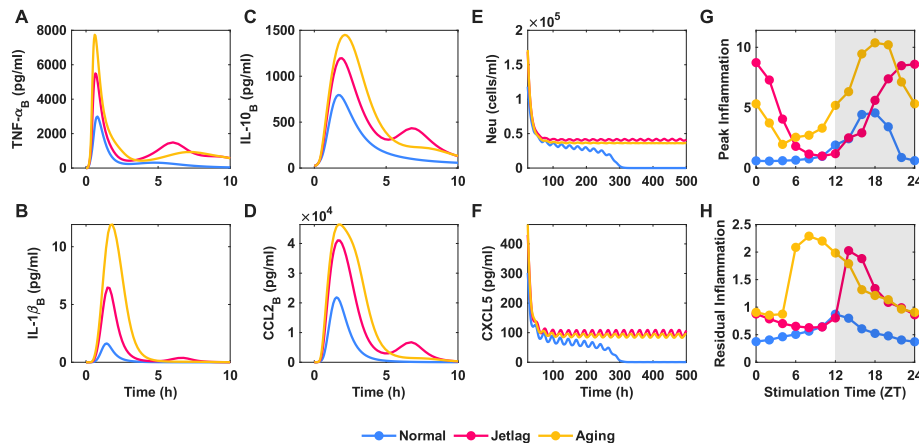 A
TNF-α_B (pg/ml)
8000
6000
4000
2000
0
0 5 10
C
IL-10_B (pg/ml)
1500
1000
500
0
0 5 10
E
×10⁵
Neu (cells/ml)
2
1.5
1
0.5
0
100 200 300 400 500
G
Peak Inflammation
10
5
0
0 6 12 18 24
B
IL-1β_B (pg/ml)
10
5
0
0 5 10
Time (h)
D
×10⁴
CCL2_B (pg/ml)
4
3
2
1
0
0 5 10
Time (h)
F
CXCL5 (pg/ml)
400
300
200
100
0
100 200 300 400 500
Time (h)
H
Residual Inflammation
2.5
2
1.5
1
0.5
0
0 6 12 18 24
Stimulation Time (ZT)
Normal Jetlag Aging